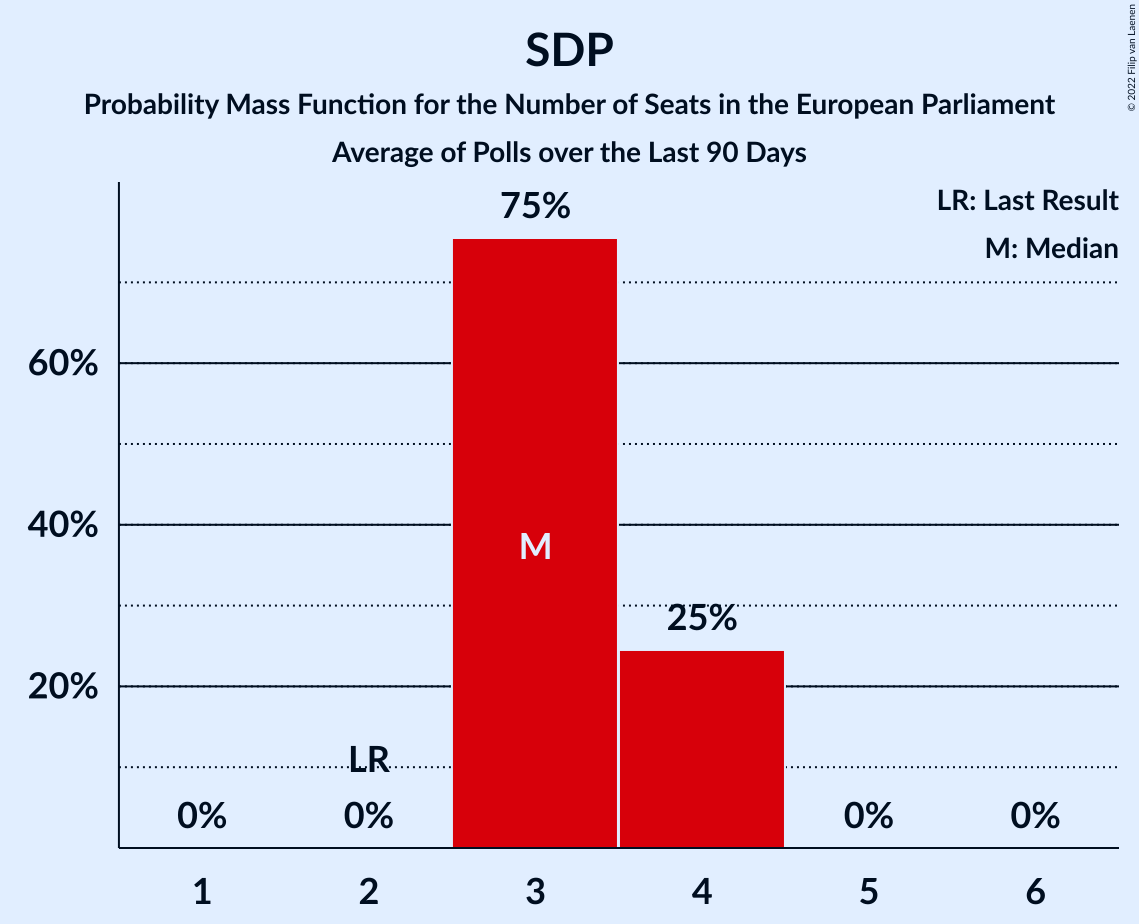 SDP
Probability Mass Function for the Number of Seats in the European Parliament
Average of Polls over the Last 90 Days
© 2022 Filip van Laenen
LR: Last Result
M: Median
75%
60%
40%
20%
M
25%
LR
0%
0%
0%
0%
1
2
3
4
5
6